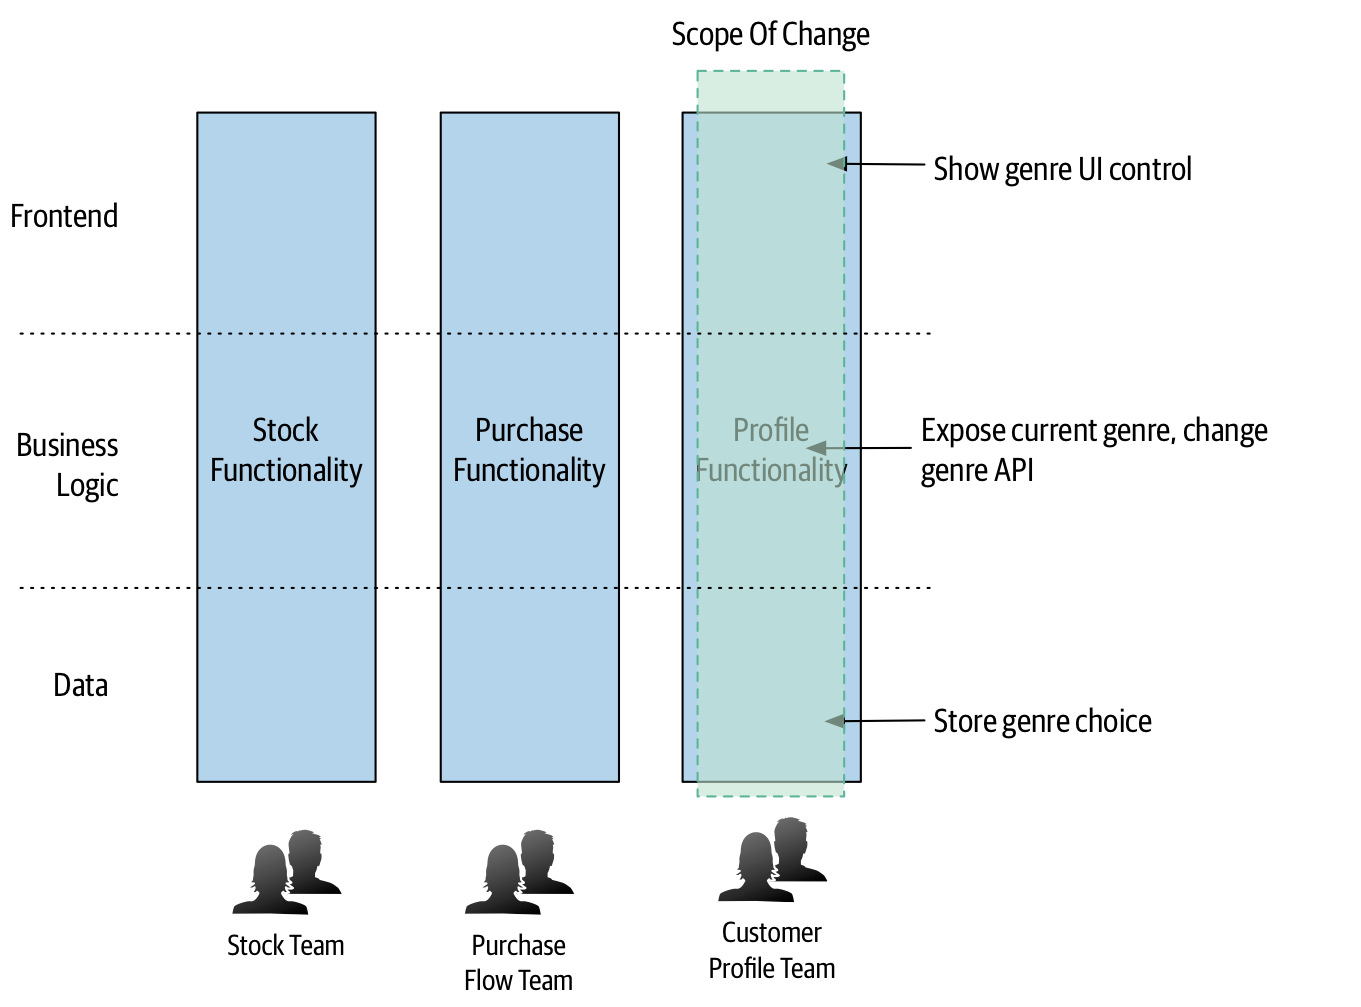 Scope Of Change
Show genre UI control
Frontend
Business
Logic
Stock
Functionality
Purchase
Functionality
Profile
Functionality
Expose current genre, change
genre API
Data
Store genre choice
Stock Team
Purchase
Flow Team
Customer
Profile Team